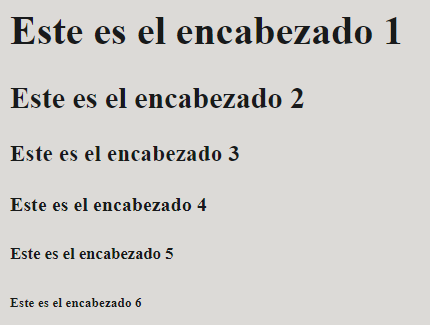 Este es el encabezado 1
Este es el encabezado 2
Este es el encabezado 3
Este es el encabezado 4
Este es el encabezado 5
Este es el encabezado 6